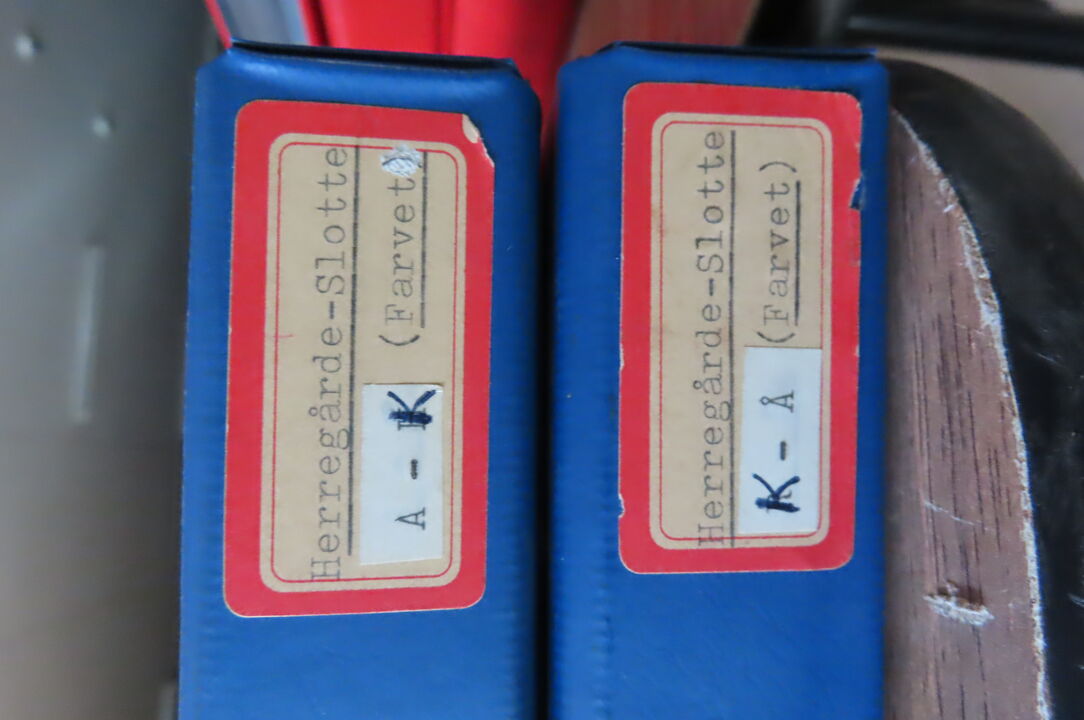 Herregårde-Slotte
(Farvet)
A - K
Herregårde-Slotte
(Farvet)
K - Å